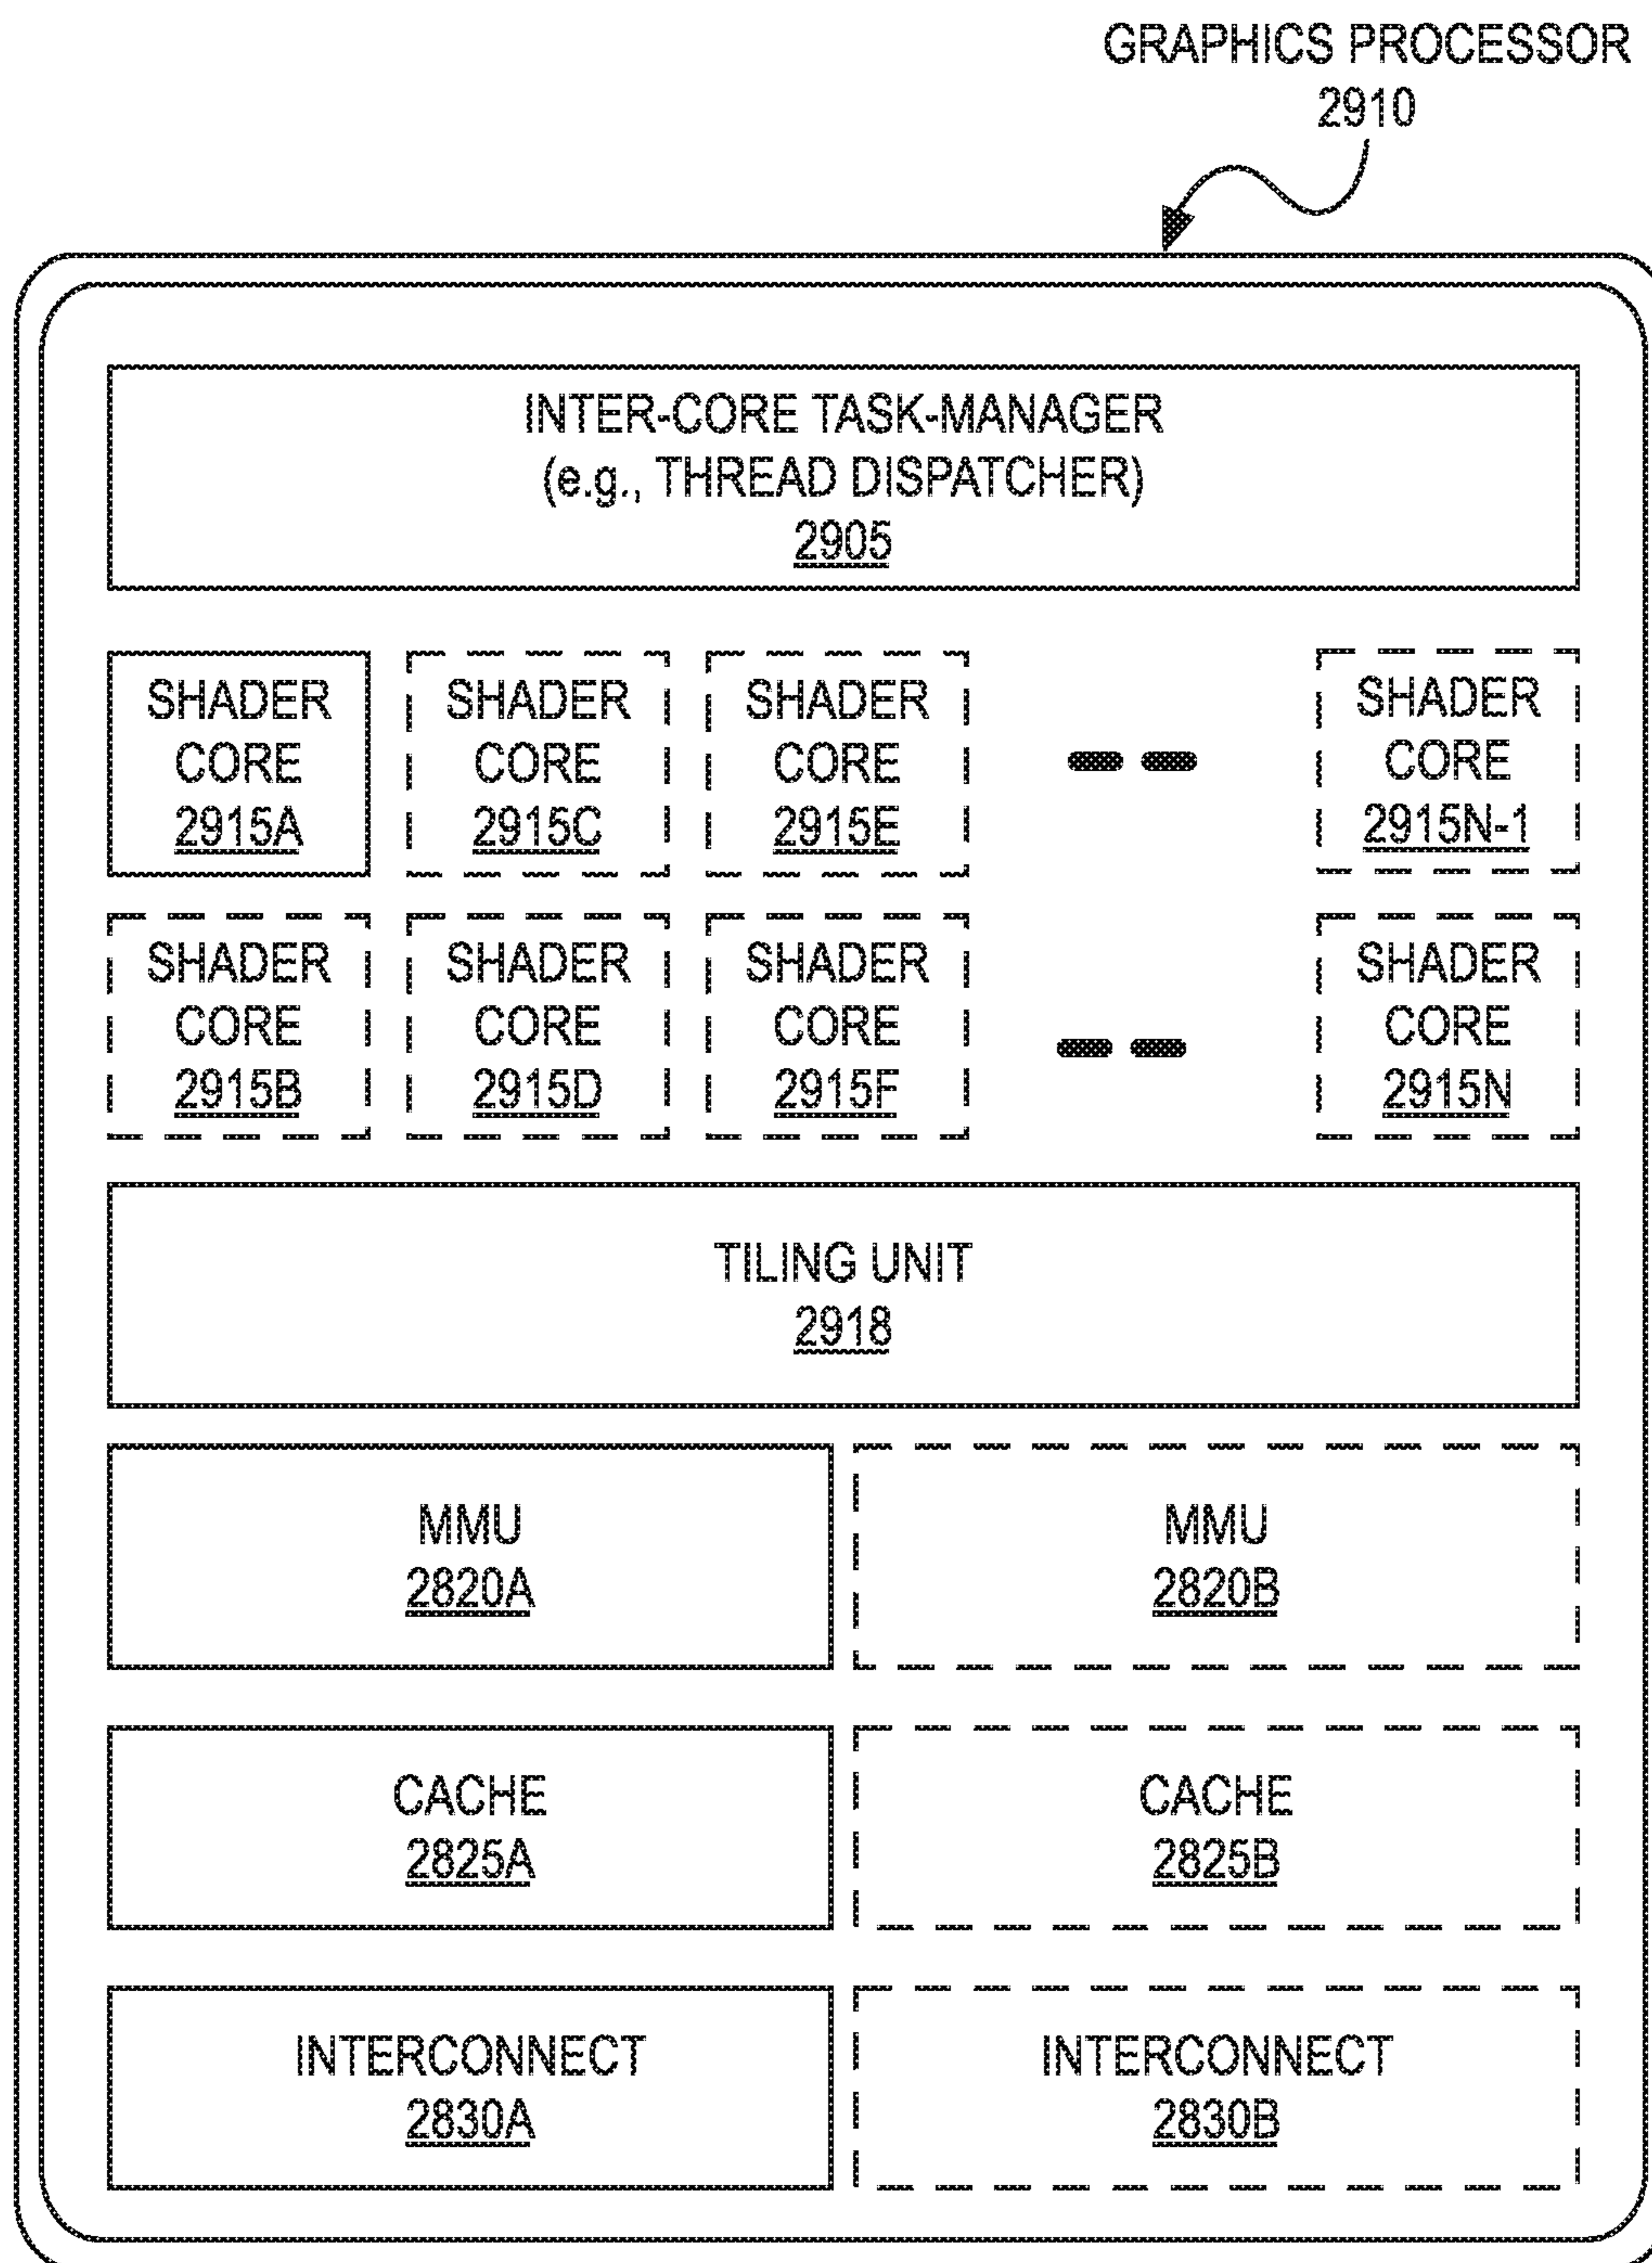 GRAPHICS PROCESSOR
2910
INTER-CORE TASK-MANAGER
(e.g., THREAD DISPATCHER)
2905
SHADER
CORE
2915A
SHADER
CORE
2915C
SHADER
CORE
2915E
SHADER
CORE
2915N-1
SHADER
CORE
2915B
SHADER
CORE
2915D
SHADER
CORE
2915F
SHADER
CORE
2915N
TILING UNIT
2918
MMU
2820A
MMU
2820B
CACHE
2825A
CACHE
2825B
INTERCONNECT
2830A
INTERCONNECT
2830B